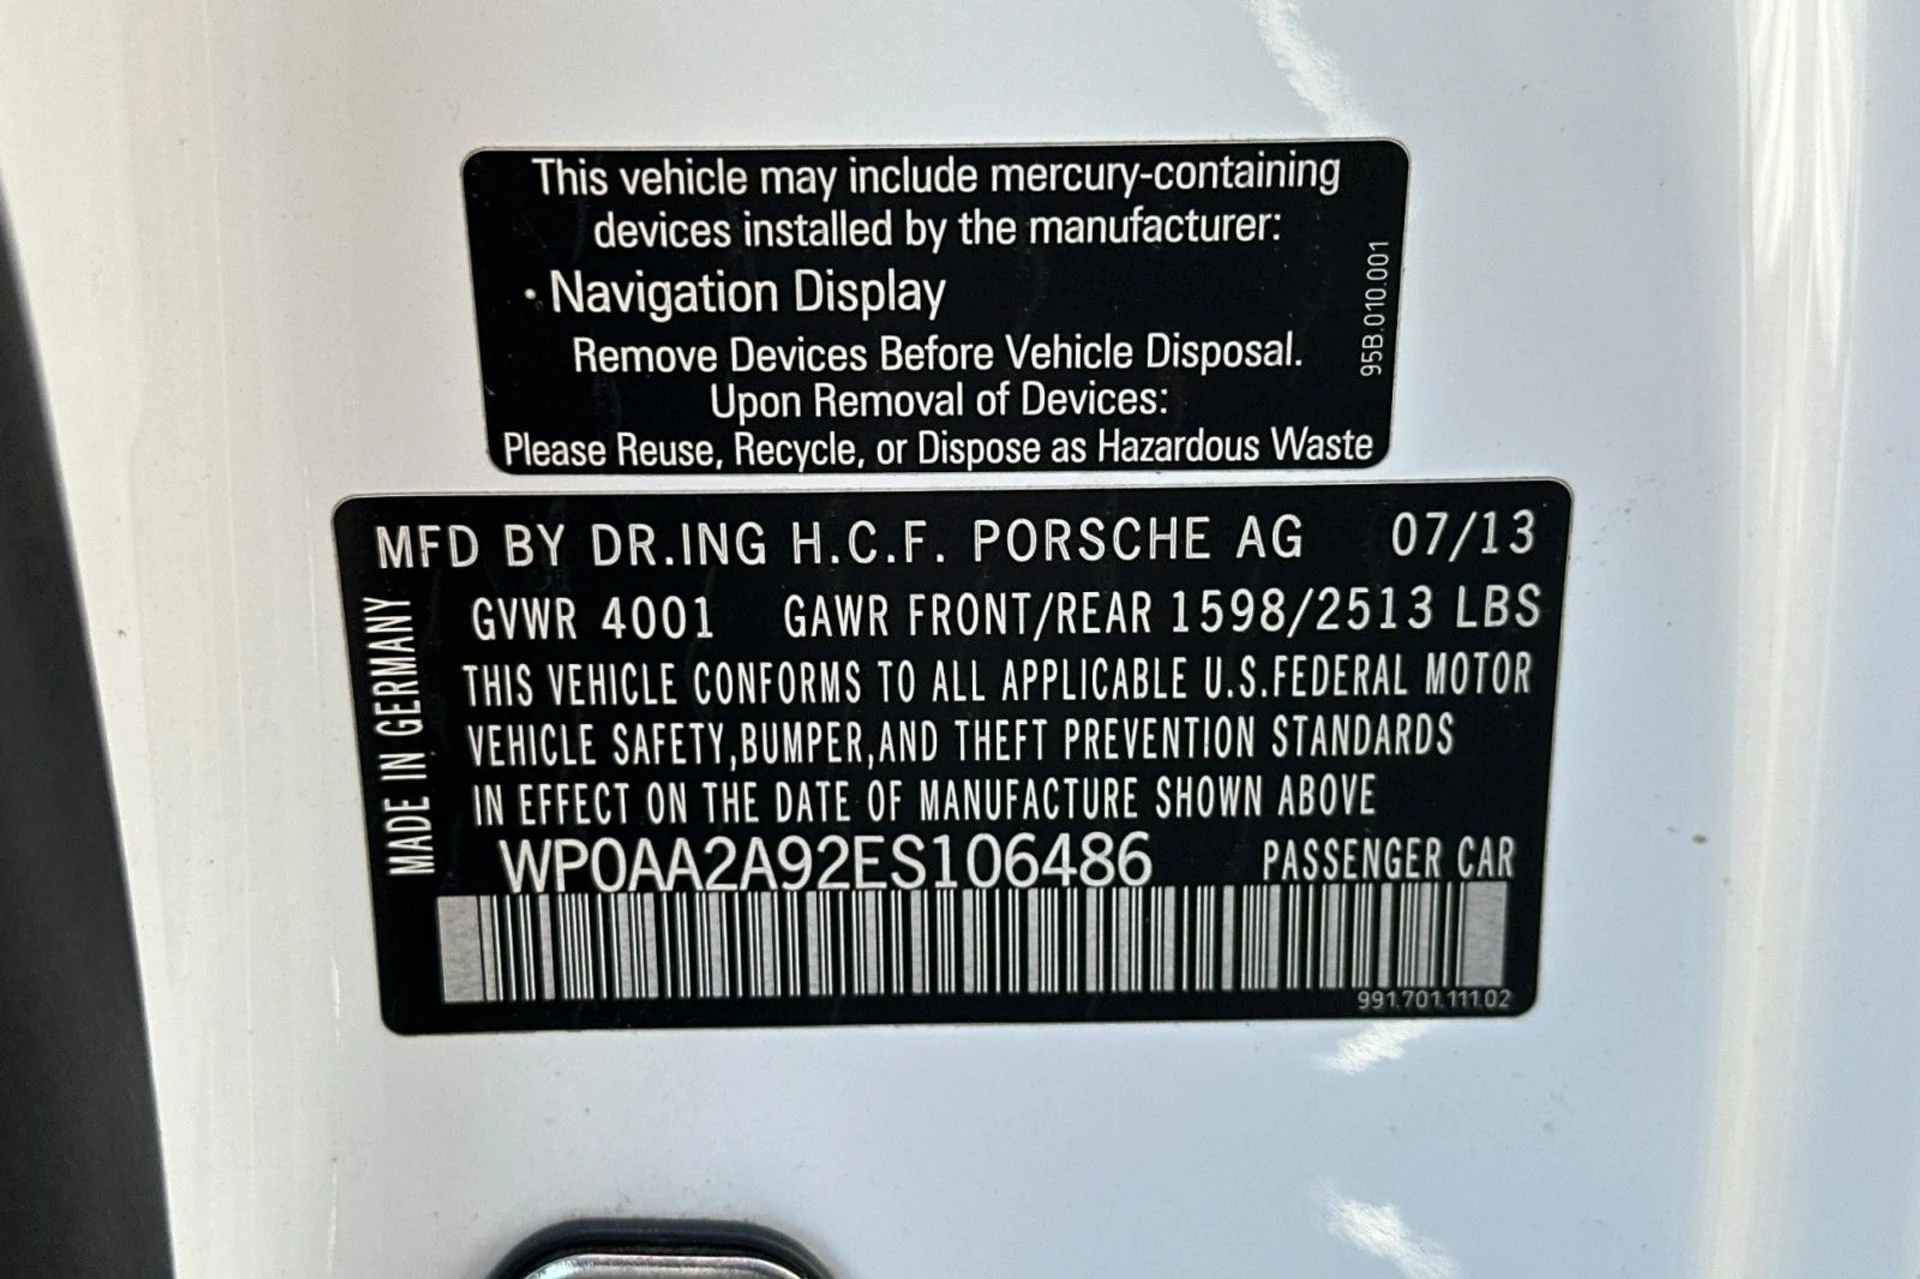 This vehicle may include mercury-containing
devices installed by the manufacturer:
· Navigation Display
Remove Devices Before Vehicle Disposal.
Upon Removal of Devices:
Please Reuse, Recycle, or Dispose as Hazardous Waste
95B.010.001
MFD BY DR.ING H.C.F. PORSCHE AG 07/13
GVWR 4001 GAWR FRONT/REAR 1598/2513 LBS
THIS VEHICLE CONFORMS TO ALL APPLICABLE U.S.FEDERAL MOTOR
VEHICLE SAFETY,BUMPER,AND THEFT PREVENTION STANDARDS
IN EFFECT ON THE DATE OF MANUFACTURE SHOWN ABOVE
WP0AA2A92ES106486 PASSENGER CAR
MADE IN GERMANY
991.701.111.02